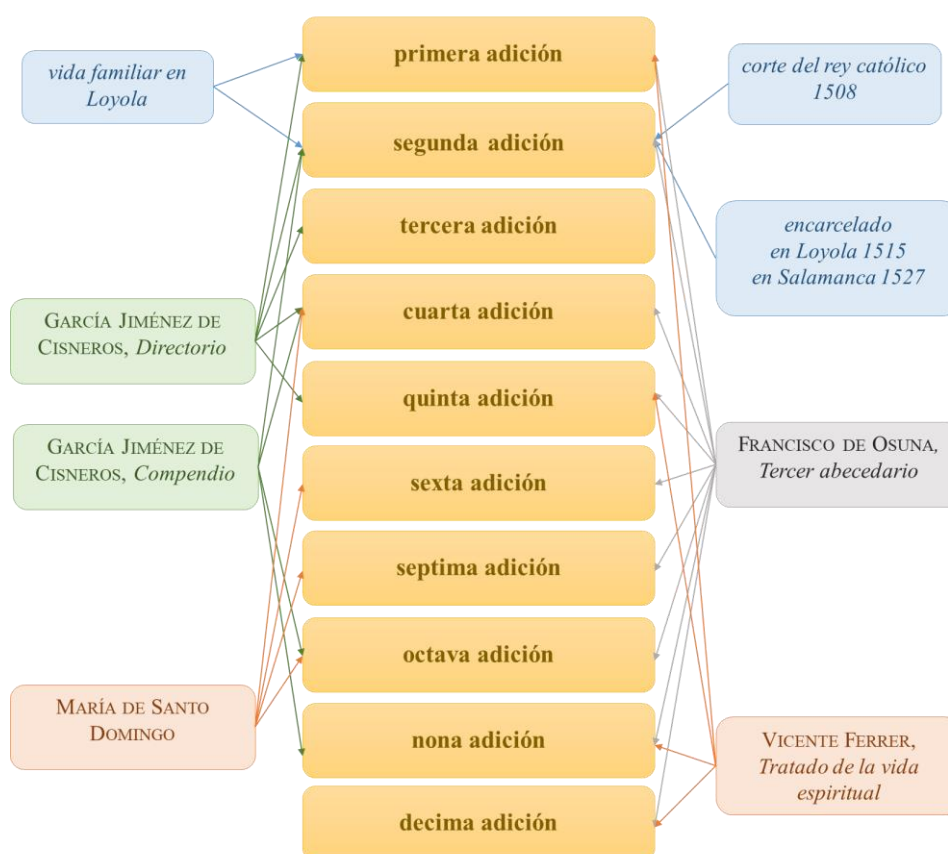 vida familiar en
Loyola
GARCÍA JIMÉNEZ DE
CISNEROS, Directorio
GARCÍA JIMÉNEZ DE
CISNEROS, Compendio
MARÍA DE SANTO
DOMINGO
primera adición
segunda adición
tercera adición
cuarta adición
quinta adición
sexta adición
septima adición
octava adición
nona adición
decima adición
corte del rey católico
1508
encarcelado
en Loyola 1515
en Salamanca 1527
FRANCISCO DE OSUNA,
Tercer abecedario
VICENTE FERRER,
Tratado de la vida
espiritual